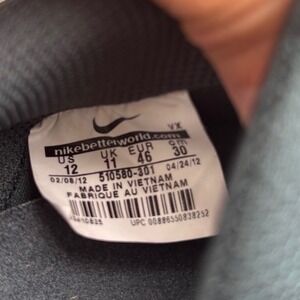 VX
nikebetterworld.com
US UK EUR cm
12 11 46 30
02/08/12 510580-301 04/24/12
MADE IN VIETNAM
FABRIQUE AU VIETNAM
UPC 00886550838252